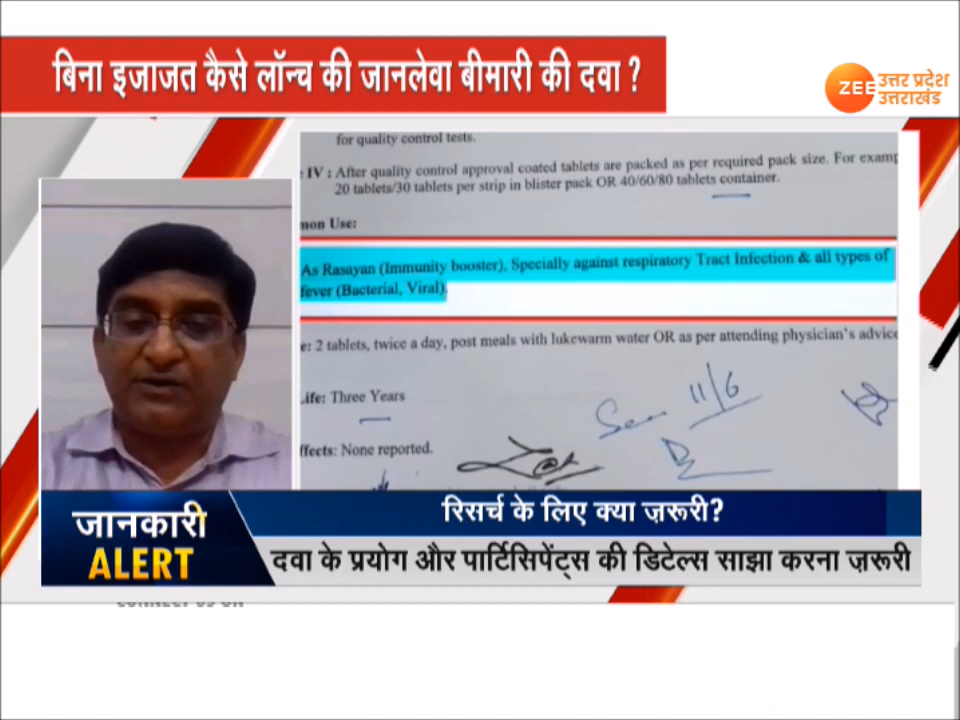 बिना इजाजत कैसे लॉन्च की जानलेवा बीमारी की दवा ?
ZEE उत्तर प्रदेश
उत्तराखंड
for quality control tests.
IV : After quality control approval coated tablets are packed as per required pack size. For examp
20 tablets/30 tablets per strip in blister pack OR 40/60/80 tablets container.
mon Use:
As Rasayan (Immunity booster), Specially against respiratory Tract Infection & all types of
fever (Bacterial, Viral).
e: 2 tablets, twice a day, post meals with lukewarm water OR as per attending physician's advice
Life: Three Years
11/6
ffects: None reported.
जानकारी
ALERT
रिसर्च के लिए क्या ज़रूरी?
दवा के प्रयोग और पार्टिसिपेंट्स की डिटेल्स साझा करना ज़रूरी